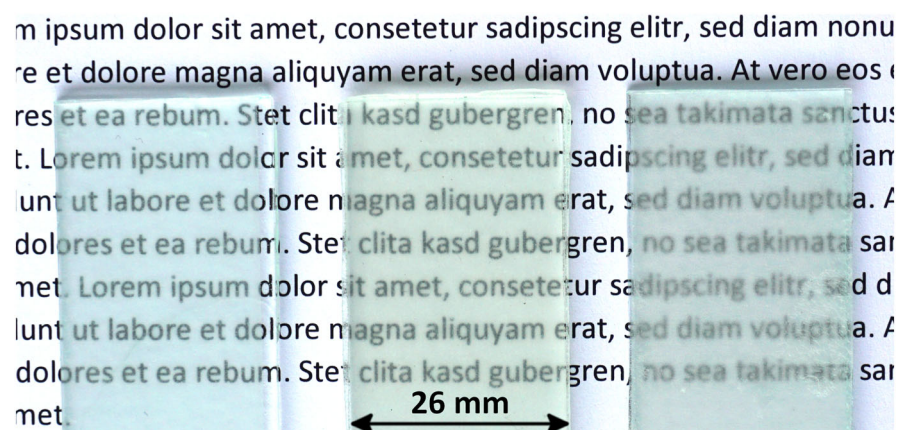 m ipsum dolor sit amet, consetetur sadipscing elitr, sed diam nonu
re et dolore magna aliquyam erat, sed diam voluptua. At vero eos e
res et ea rebum. Stet clita kasd gubergren, no sea takimata sanctus
t. Lorem ipsum dolor sit amet, consetetur sadipscing elitr, sed diam
lunt ut labore et dolore magna aliquyam erat, sed diam voluptua. A
dolores et ea rebum. Stet clita kasd gubergren, no sea takimata sar
met. Lorem ipsum dolor sit amet, consetetur sadipscing elitr, sed d
lunt ut labore et dolore magna aliquyam erat, sed diam voluptua. A
dolores et ea rebum. Stet clita kasd gubergren, no sea takimata sar
met.
26 mm